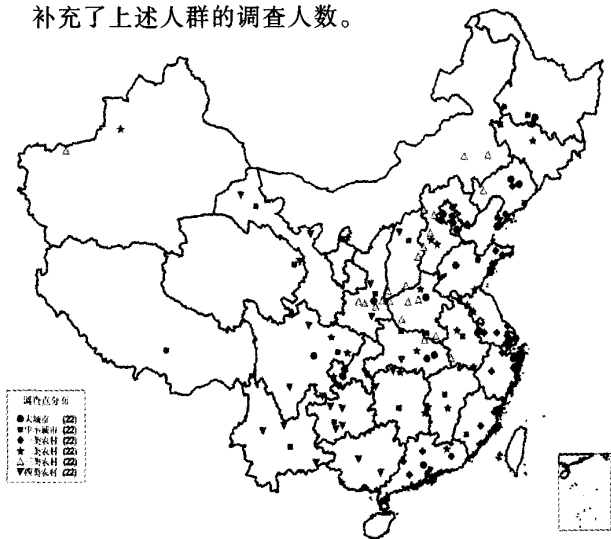 补充了上述人群的调查人数。
调查点分布
大城市 (22)
中小城市 (22)
一类农村 (22)
二类农村 (22)
三类农村 (22)
四类农村 (22)